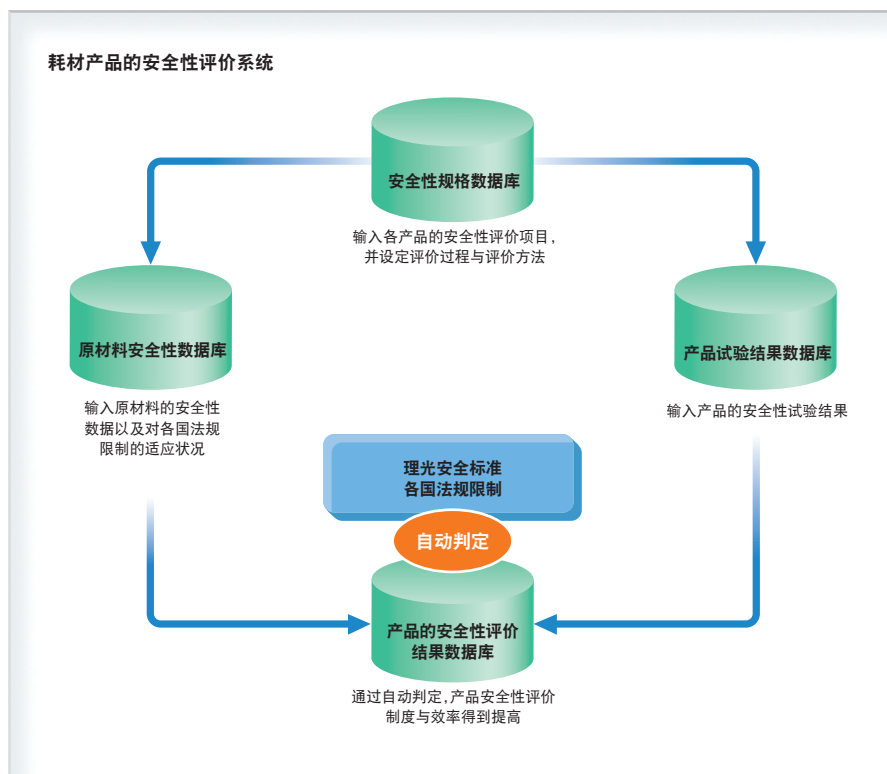 耗材产品的安全性评价系统
安全性规格数据库
输入各产品的安全性评价项目，
并设定评价过程与评价方法
原材料安全性数据库
输入原材料的安全性
数据以及对各国法规
限制的适应状况
产品试验结果数据库
输入产品的安全性试验结果
理光安全标准
各国法规限制
自动判定
产品的安全性评价
结果数据库
通过自动判定，产品安全性评价
制度与效率得到提高